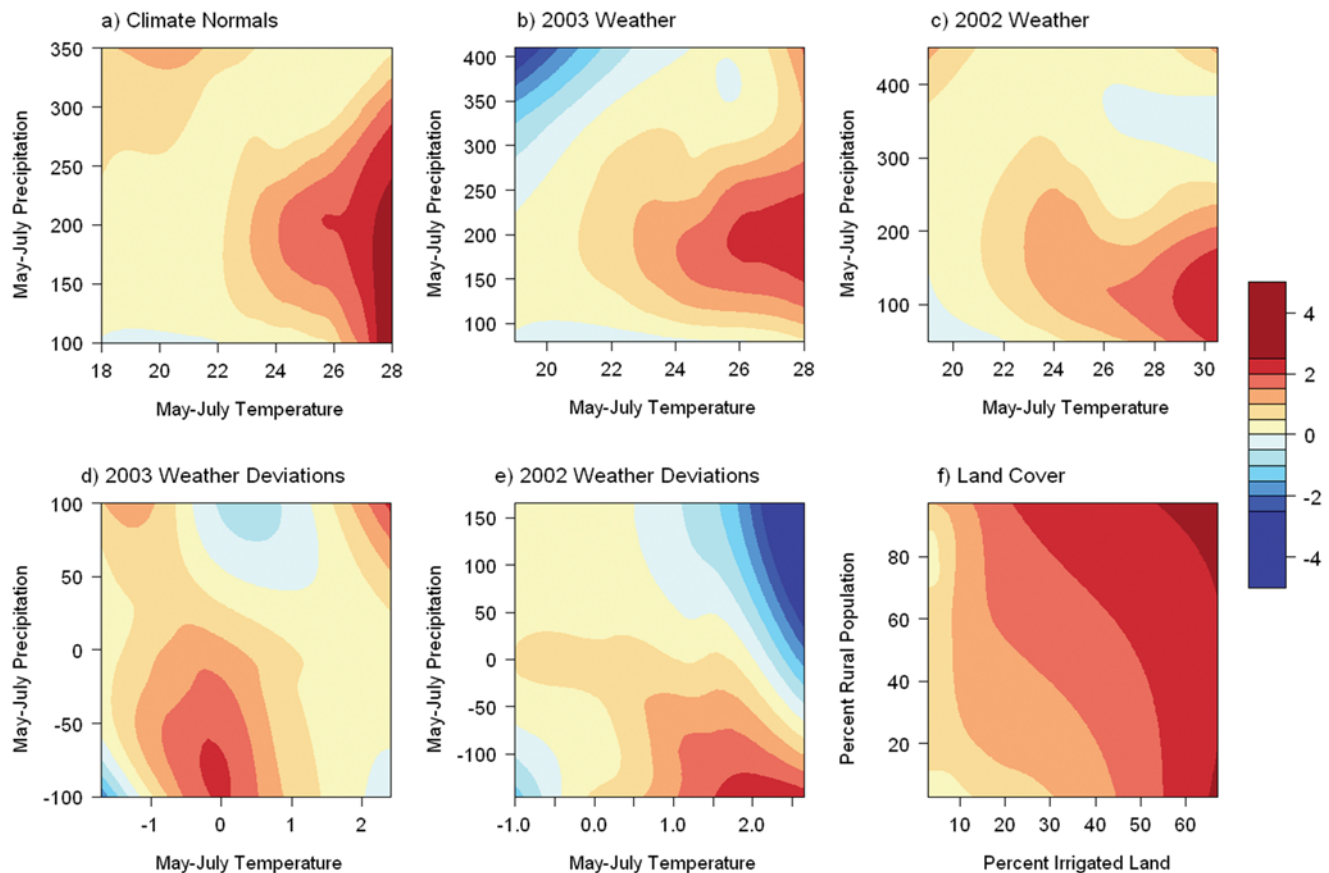 a) Climate Normals
b) 2003 Weather
c) 2002 Weather
May-July Precipitation
350
300
250
200
150
100
18 20 22 24 26 28
May-July Temperature
May-July Precipitation
400
350
300
250
200
150
100
20 22 24 26 28
May-July Temperature
May-July Precipitation
400
300
200
100
20 22 24 26 28 30
May-July Temperature
4
2
0
-2
-4
d) 2003 Weather Deviations
e) 2002 Weather Deviations
f) Land Cover
May-July Precipitation
100
50
0
-50
-100
-1 0 1 2
May-July Temperature
May-July Precipitation
150
100
50
0
-50
-100
-1.0 0.0 1.0 2.0
May-July Temperature
Percent Rural Population
80
60
40
20
10 20 30 40 50 60
Percent Irrigated Land